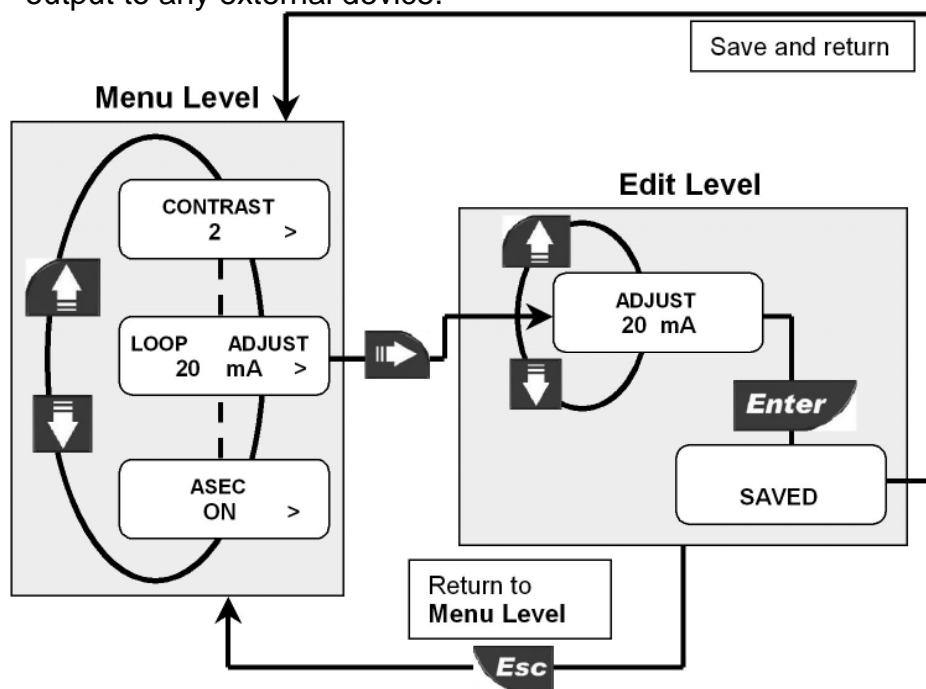 output to any external device.
Save and return
Menu Level
CONTRAST
2 >
LOOP ADJUST
20 mA >
ASEC
ON >
Edit Level
ADJUST
20 mA
Enter
SAVED
Return to
Menu Level
Esc